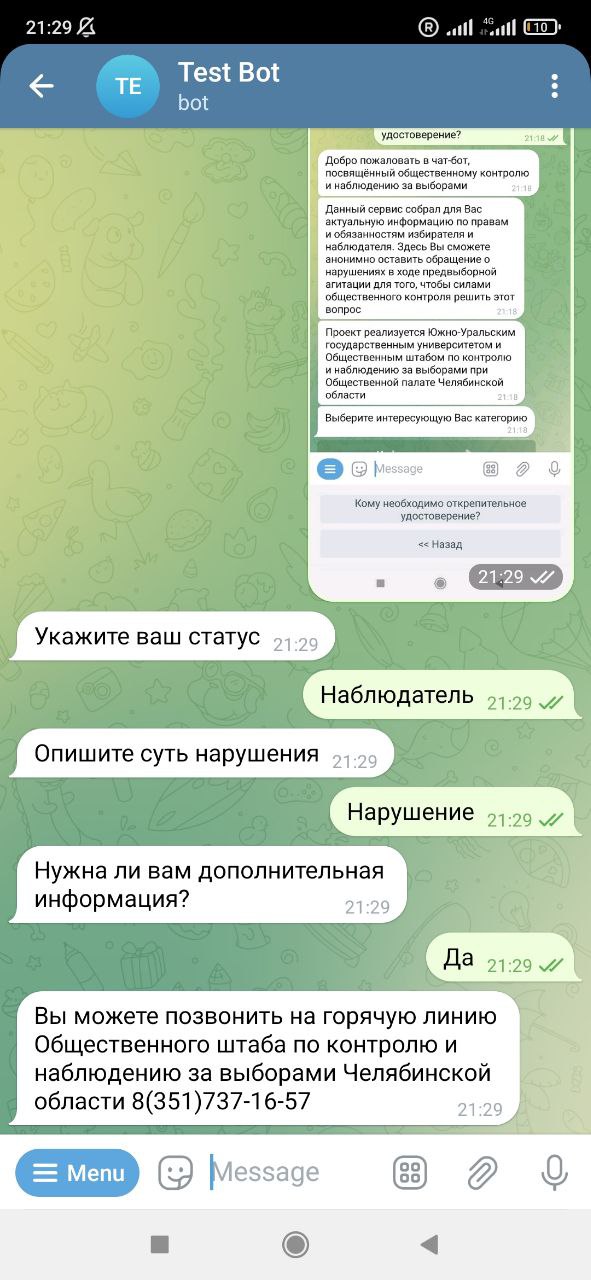 21:29
R
4G
10
TE
Test Bot
bot
удостоверение?
21:18
Добро пожаловать в чат-бот,
посвящённый общественному контролю
и наблюдению за выборами
21:18
Данный сервис собрал для Вас
актуальную информацию по правам
и обязанностям избирателя и
наблюдателя. Здесь Вы сможете
анонимно оставить обращение о
нарушениях в ходе предвыборной
агитации для того, чтобы силами
общественного контроля решить этот
вопрос
21:18
Проект реализуется Южно-Уральским
государственным университетом и
Общественным штабом по контролю
и наблюдению за выборами при
Общественной палате Челябинской
области
21:18
Выберите интересующую Вас категорию
21:18
Message
Кому необходимо открепительное
удостоверение?
<< Назад
21:29
Укажите ваш статус
21:29
Наблюдатель
21:29
Опишите суть нарушения
21:29
Нарушение
21:29
Нужна ли вам дополнительная
информация?
21:29
Да
21:29
Вы можете позвонить на горячую линию
Общественного штаба по контролю и
наблюдению за выборами Челябинской
области 8(351)737-16-57
21:29
Menu
Message